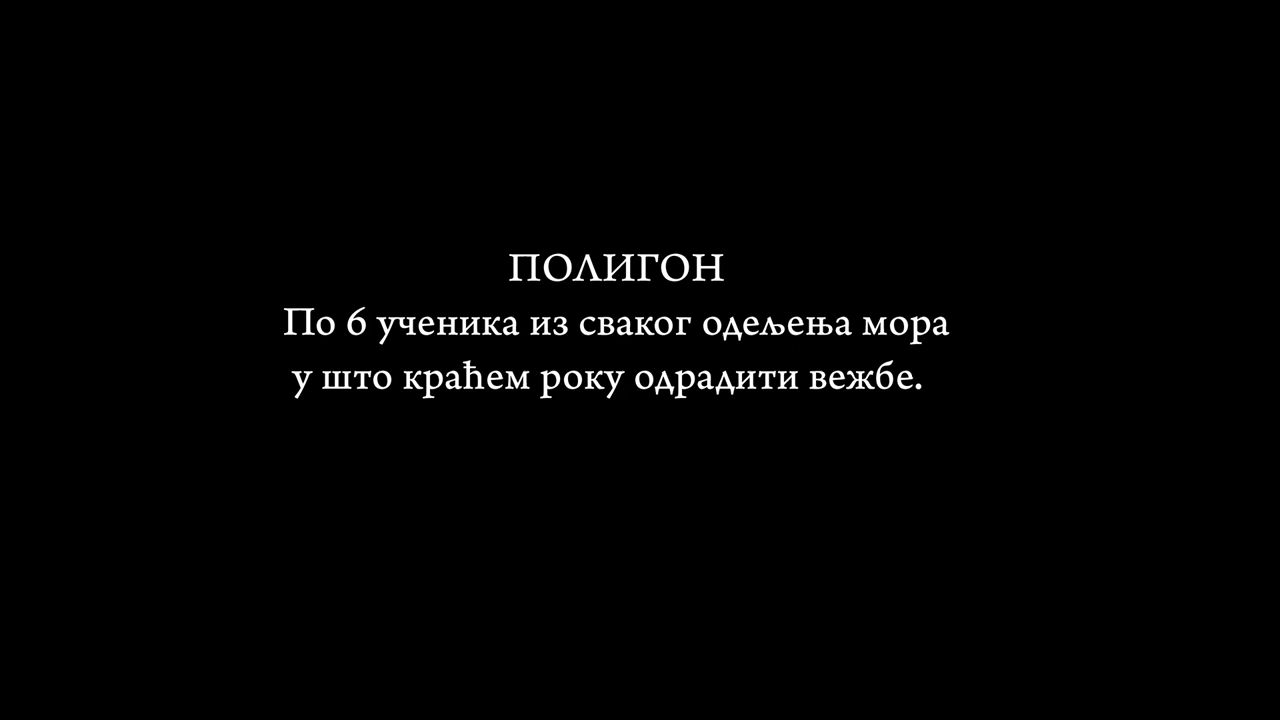 ПОЛИГОН
По 6 ученика из сваког одељења мора
у што краћем року одрадити вежбе.